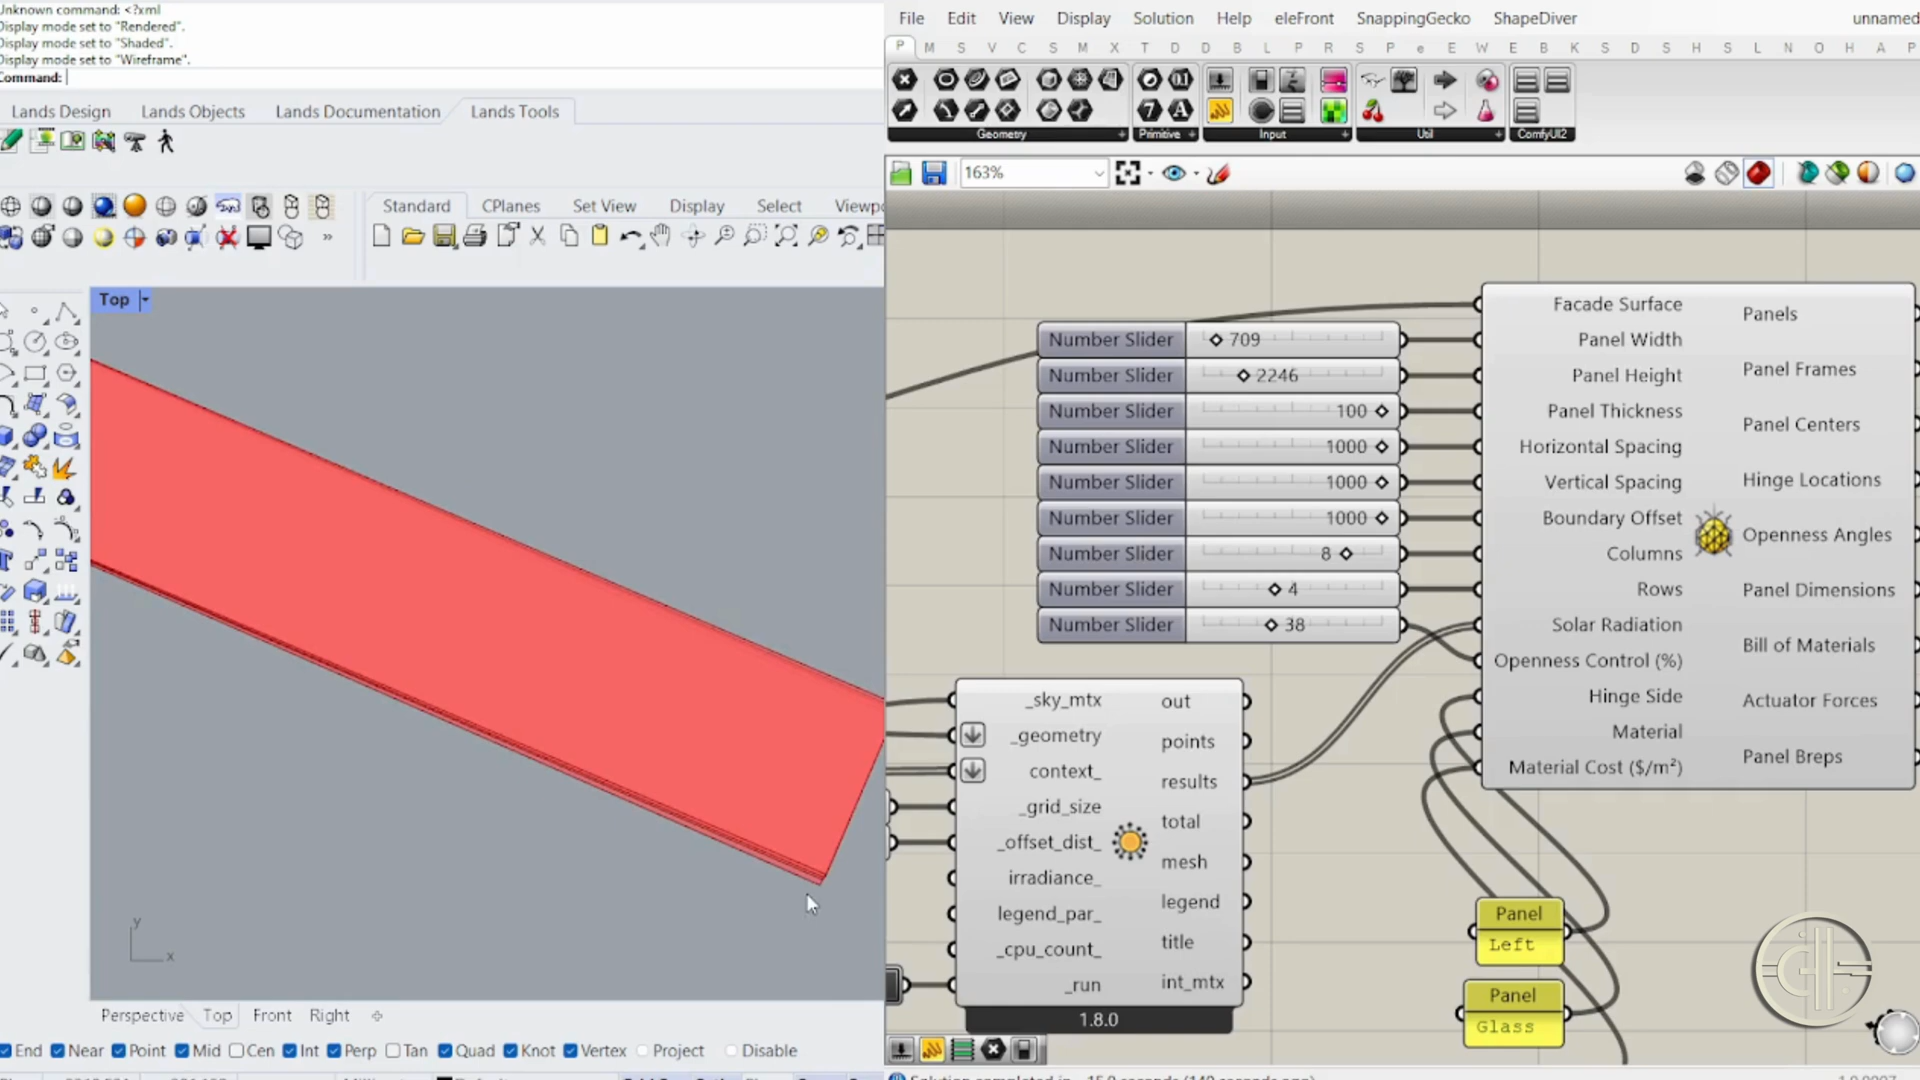 Unknown command: <?xml
Display mode set to "Rendered".
Display mode set to "Shaded".
Display mode set to "Wireframe".
Command:
Lands Design Lands Objects Lands Documentation Lands Tools
Standard CPlanes Set View Display Select
Top
y
x
Perspective Top Front Right
End Near Point Mid Cen Int Perp Tan Quad Knot Vertex Project Disable
File Edit View Display Solution Help eleFront SnappingGecko ShapeDiver unnamed
P M S V C S M X T D D B L P R S P e E W E B K S D S H S L N O H A P
Geometry Primitive Input Util ComfyUI2
163%
Number Slider 709
Number Slider 2246
Number Slider 100
Number Slider 1000
Number Slider 1000
Number Slider 1000
Number Slider 8
Number Slider 4
Number Slider 38
Facade Surface
Panel Width
Panel Height
Panel Thickness
Horizontal Spacing
Vertical Spacing
Boundary Offset
Columns
Rows
Solar Radiation
Openness Control (%)
Hinge Side
Material
Material Cost ($/m²)
Panels
Panel Frames
Panel Centers
Hinge Locations
Openness Angles
Panel Dimensions
Bill of Materials
Actuator Forces
Panel Breps
_sky_mtx
_geometry
context_
_grid_size
_offset_dist_
irradiance_
legend_par_
_cpu_count_
_run
out
points
results
total
mesh
legend
title
int_mtx
1.8.0
Panel
Left
Panel
Glass